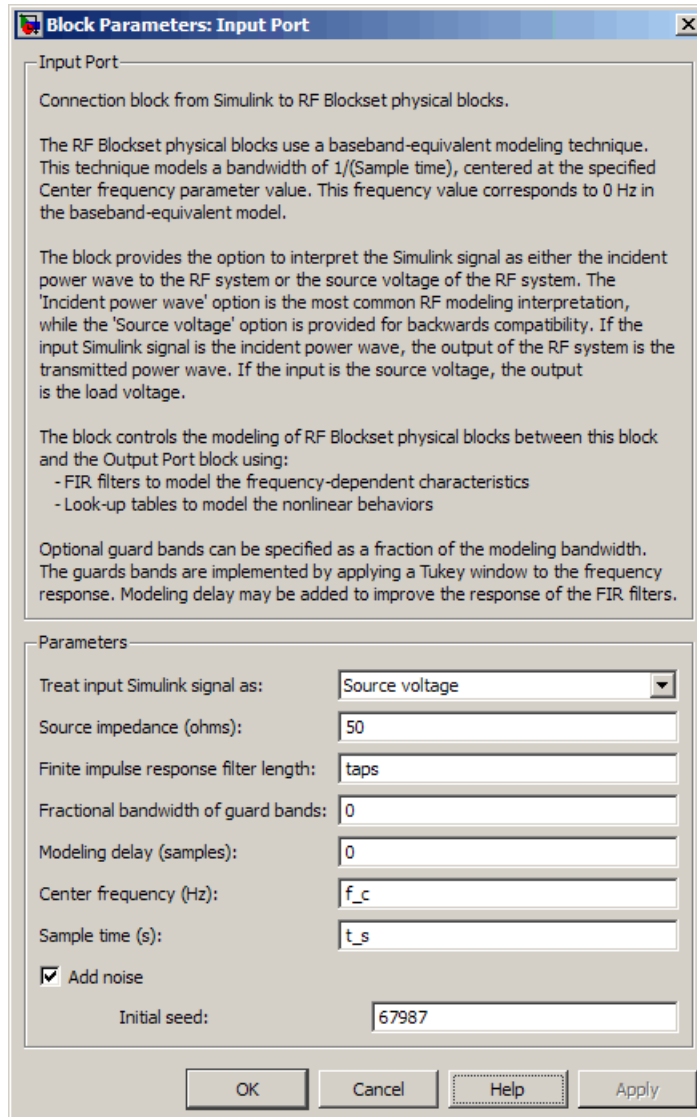 Block Parameters: Input Port
Input Port
Connection block from Simulink to RF Blockset physical blocks.
The RF Blockset physical blocks use a baseband-equivalent modeling technique.
This technique models a bandwidth of 1/(Sample time), centered at the specified
Center frequency parameter value. This frequency value corresponds to 0 Hz in
the baseband-equivalent model.
The block provides the option to interpret the Simulink signal as either the incident
power wave to the RF system or the source voltage of the RF system. The
'Incident power wave' option is the most common RF modeling interpretation,
while the 'Source voltage' option is provided for backwards compatibility. If the
input Simulink signal is the incident power wave, the output of the RF system is the
transmitted power wave. If the input is the source voltage, the output
is the load voltage.
The block controls the modeling of RF Blockset physical blocks between this block
and the Output Port block using:
- FIR filters to model the frequency-dependent characteristics
- Look-up tables to model the nonlinear behaviors
Optional guard bands can be specified as a fraction of the modeling bandwidth.
The guards bands are implemented by applying a Tukey window to the frequency
response. Modeling delay may be added to improve the response of the FIR filters.
Parameters
Treat input Simulink signal as: Source voltage
Source impedance (ohms): 50
Finite impulse response filter length: taps
Fractional bandwidth of guard bands: 0
Modeling delay (samples): 0
Center frequency (Hz): f_c
Sample time (s): t_s
Add noise
Initial seed: 67987
OK Cancel Help Apply